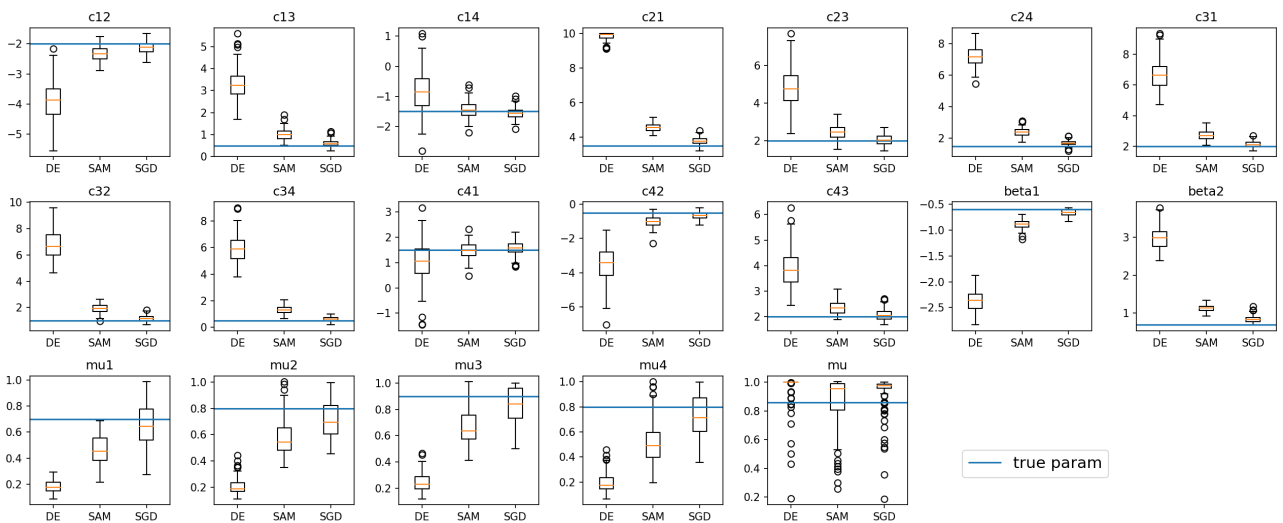 c12 c13 c14 c21 c23 c24 c31
−2 −3 −4 −5 DE SAM SGD
5 4 3 2 1 0 DE SAM SGD
1 0 −1 −2 DE SAM SGD
10 8 6 4 DE SAM SGD
6 4 2 DE SAM SGD
8 6 4 2 DE SAM SGD
8 6 4 2 DE SAM SGD
c32 c34 c41 c42 c43 beta1 beta2
10 8 6 4 2 DE SAM SGD
8 6 4 2 0 DE SAM SGD
3 2 1 0 −1 DE SAM SGD
0 −2 −4 −6 DE SAM SGD
6 5 4 3 2 DE SAM SGD
−0.5 −1.0 −1.5 −2.0 −2.5 DE SAM SGD
3 2 1 DE SAM SGD
mu1 mu2 mu3 mu4 mu
1.0 0.8 0.6 0.4 0.2 DE SAM SGD
1.0 0.8 0.6 0.4 0.2 DE SAM SGD
1.0 0.8 0.6 0.4 0.2 DE SAM SGD
1.0 0.8 0.6 0.4 0.2 DE SAM SGD
1.0 0.8 0.6 0.4 0.2 DE SAM SGD
true param